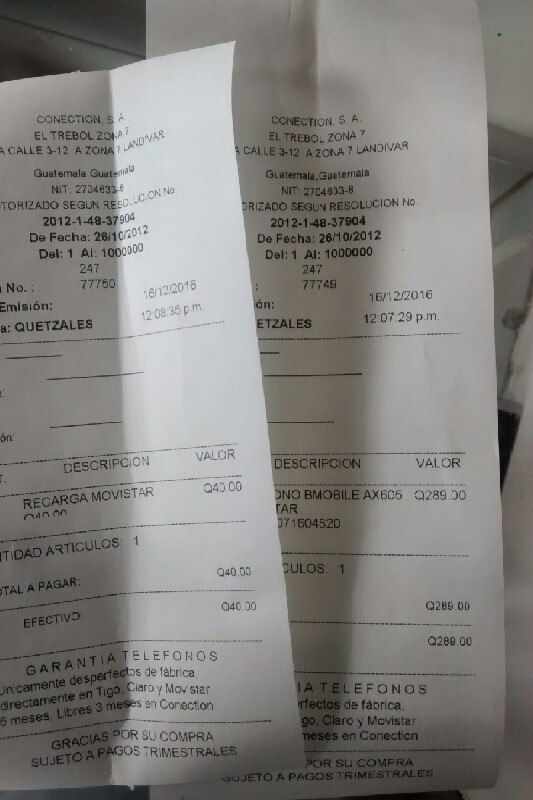 CONECTION, S. A.
EL TREBOL ZONA 7
A CALLE 3-12 A ZONA 7 LANDIVAR
Guatemala Guatemala
NIT: 2704633-8
TORIZADO SEGUN RESOLUCION No.
2012-1-48-37904
De Fecha: 26/10/2012
Del: 1 Al: 1000000
247
No. : 77750
Emisión: 16/12/2016
12:08:35 p.m.
a: QUETZALES
ón:
DESCRIPCION VALOR
RECARGA MOVISTAR Q40.00
Q40.00
TIDAD ARTICULOS: 1
OTAL A PAGAR: Q40.00
EFECTIVO: Q40.00
GARANTIA TELEFONOS
Unicamente desperfectos de fábrica,
directamente en Tigo, Claro y Movistar
6 meses, Libres 3 meses en Conection
GRACIAS POR SU COMPRA
SUJETO A PAGOS TRIMESTRALES
CONECTION, S. A.
EL TREBOL ZONA 7
A CALLE 3-12 A ZONA 7 LANDIVAR
Guatemala,Guatemala
NIT: 2704633-8
ORIZADO SEGUN RESOLUCION No.
2012-1-48-37904
De Fecha: 26/10/2012
Del: 1 Al: 1000000
247
77749
ión: 16/12/2016
12:07:29 p.m.
ETZALES
DESCRIPCION VALOR
ONO BMOBILE AX605 Q289.00
TAR
071604520
CULOS: 1
Q289.00
Q289.00
IA TELEFONOS
rfectos de fábrica,
go, Claro y Movistar
meses en Conection
POR SU COMPRA
SUJETO A PAGOS TRIMESTRALES